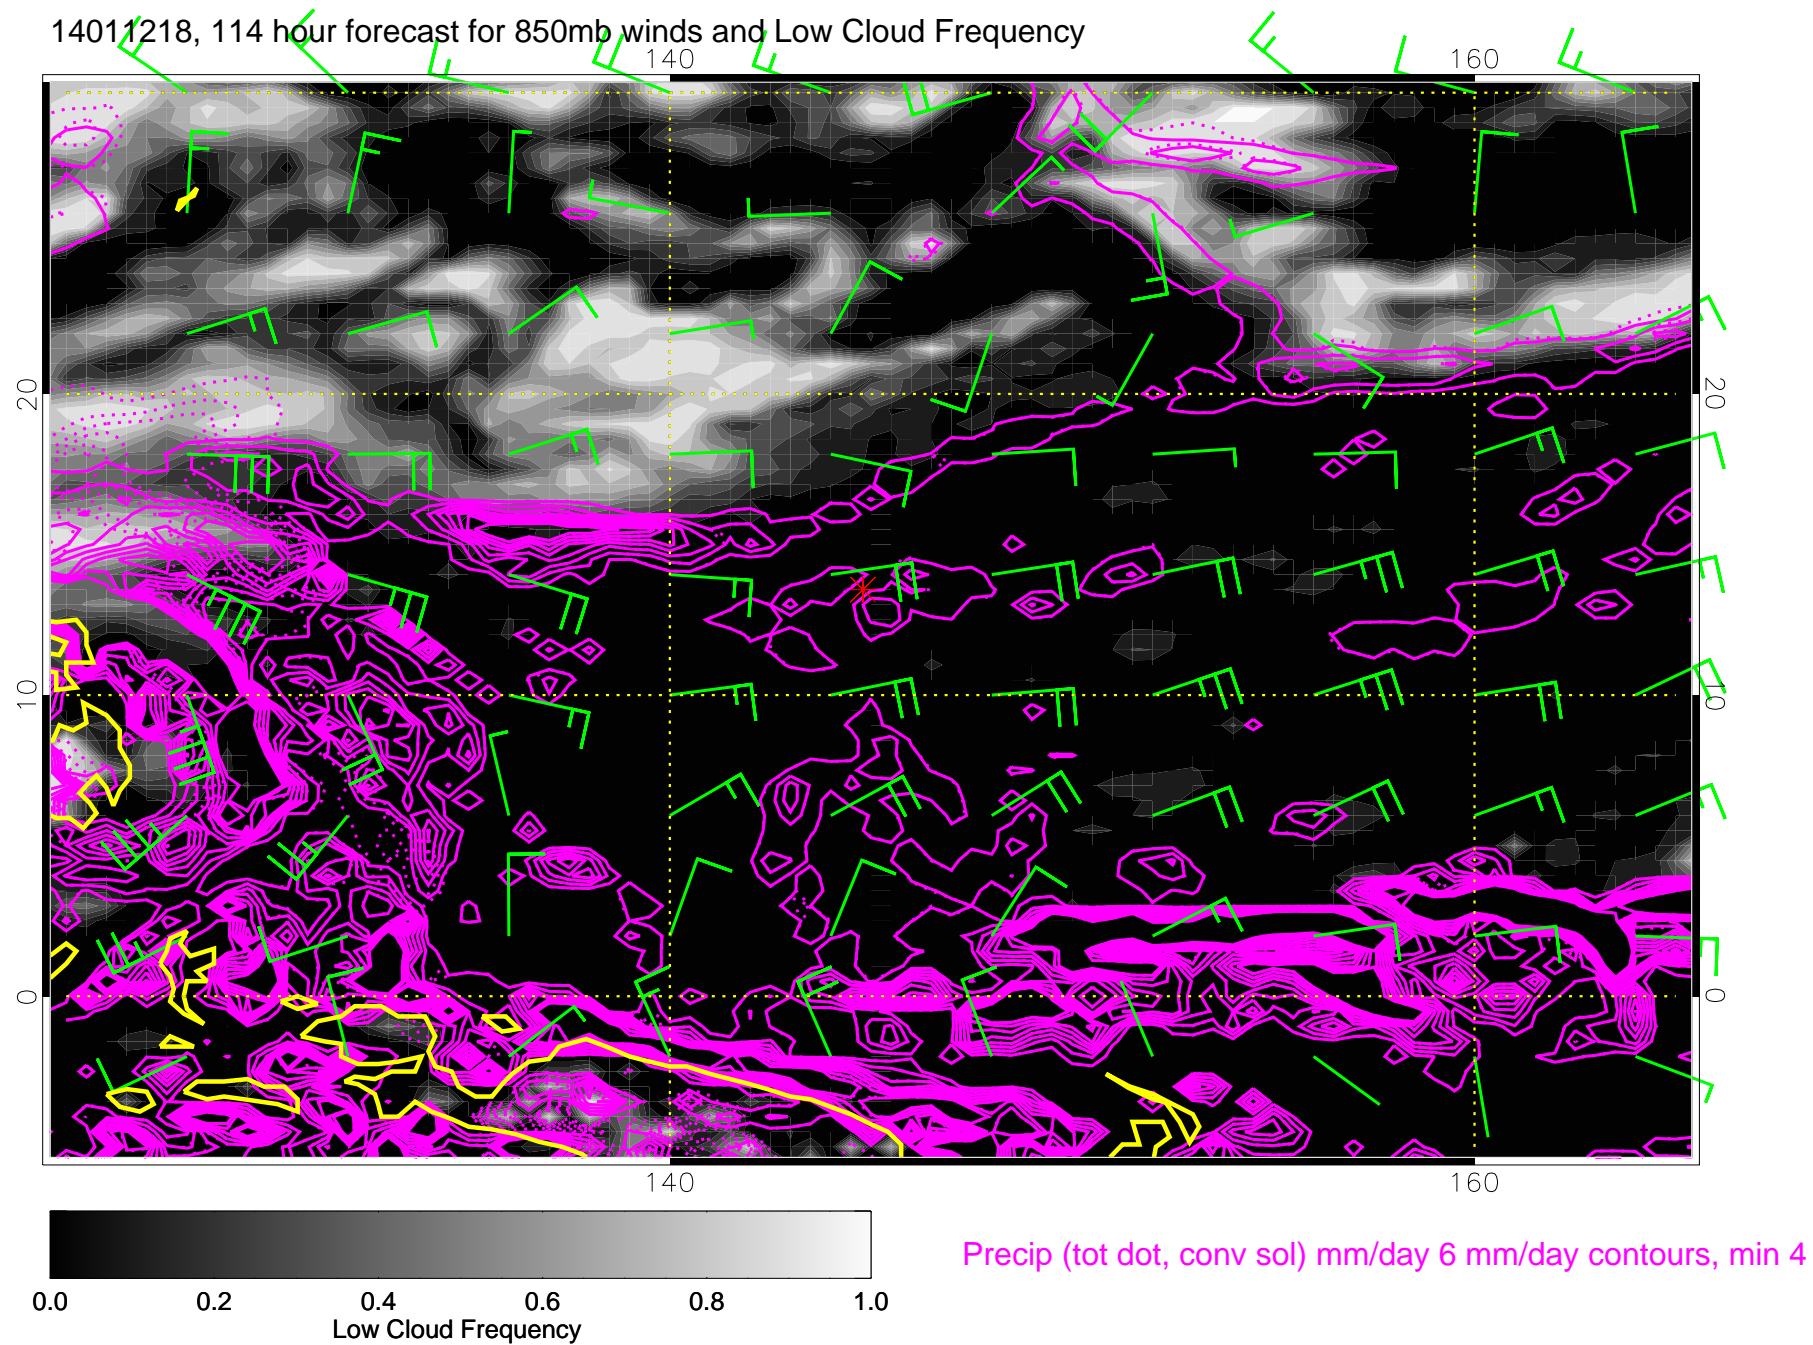 14011218, 114 hour forecast for 850mb winds and Low Cloud Frequency
140 160
20 20
10 10
0 0
140 160
0.0 0.2 0.4 0.6 0.8 1.0
Low Cloud Frequency
Precip (tot dot, conv sol) mm/day 6 mm/day contours, min 4